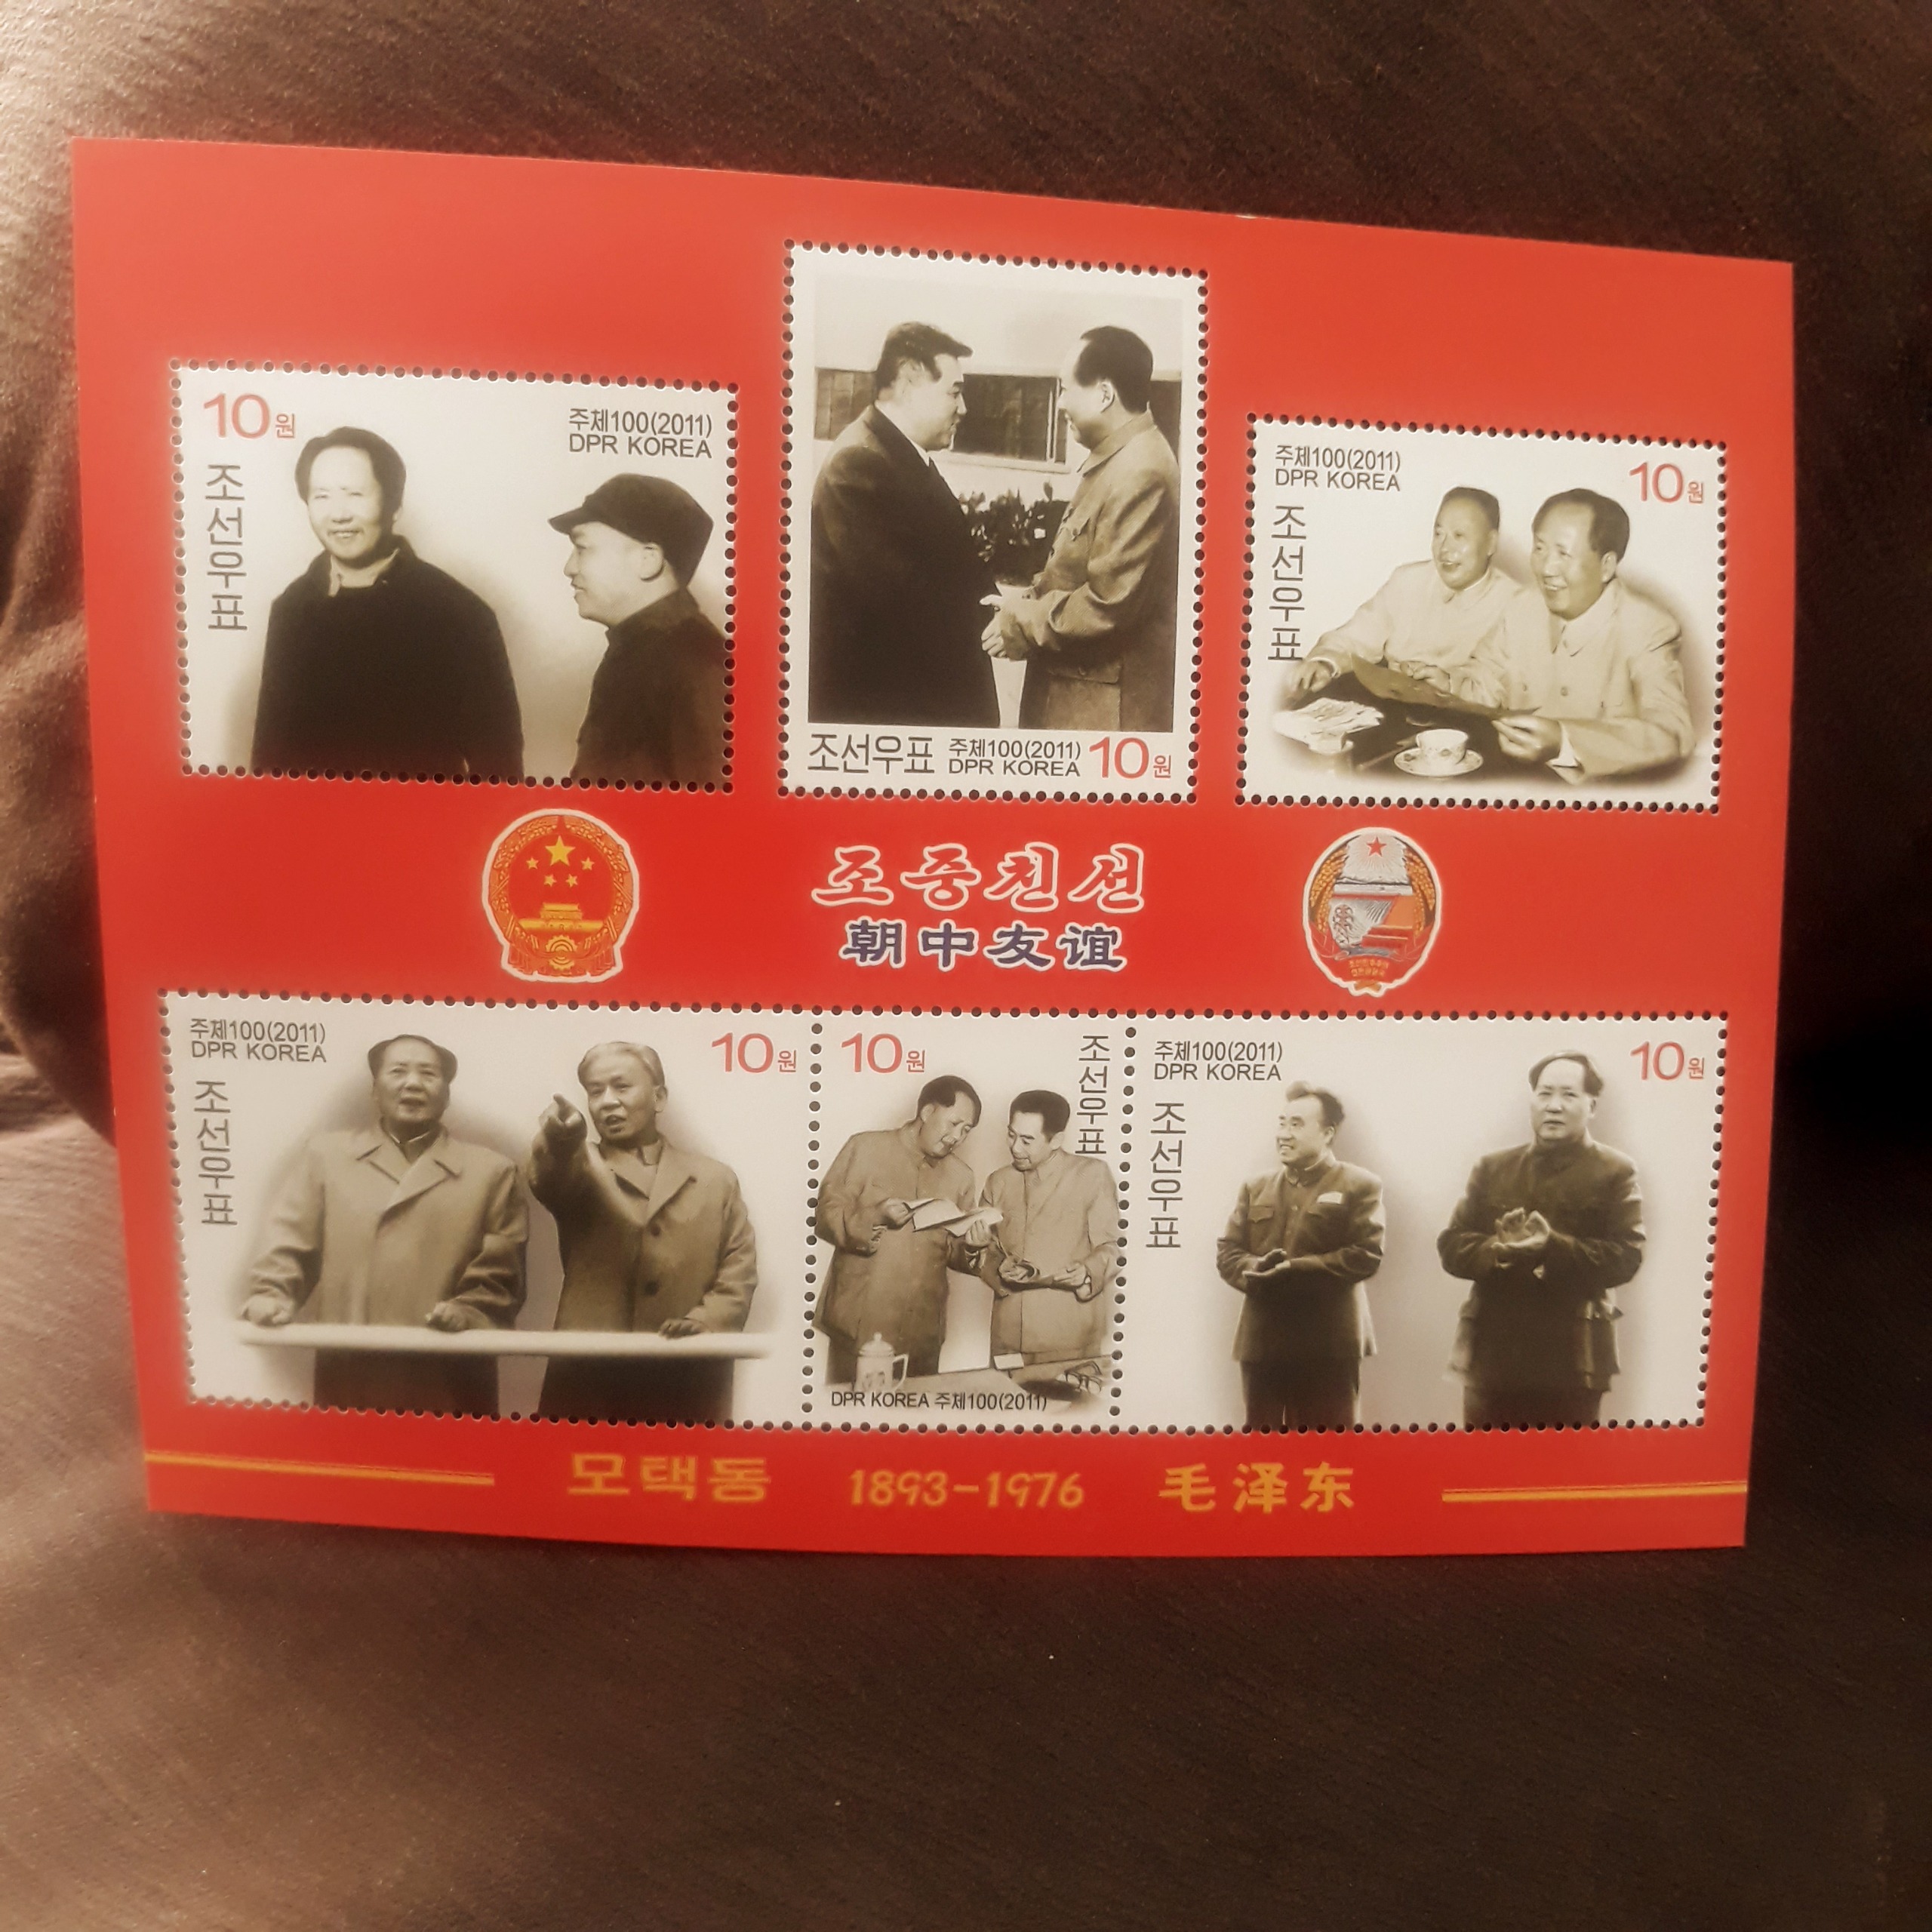 10원
주체100(2011)
DPR KOREA
조선우표
조선우표
주체100(2011)
DPR KOREA
10원
주체100(2011)
DPR KOREA
10원
조선우표
조중친선
朝中友谊
주체100(2011)
DPR KOREA
10원
조선우표
10원
조선우표
DPR KOREA 주체100(2011)
주체100(2011)
DPR KOREA
10원
조선우표
모택동 1893-1976 毛泽东